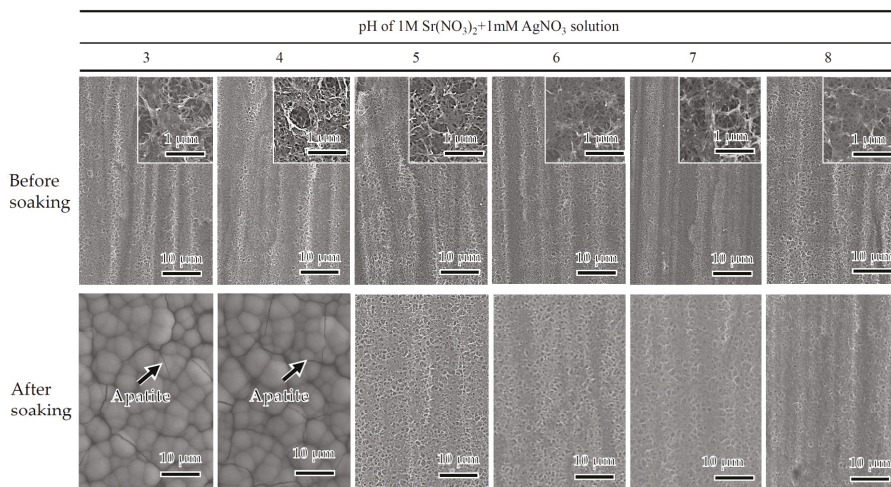 pH of 1M Sr(NO₃)₂+1mM AgNO₃ solution
3 4 5 6 7 8
1 μm 1 μm 1 μm 1 μm 1 μm 1 μm
Before
soaking
10 μm 10 μm 10 μm 10 μm 10 μm 10 μm
After
soaking
Apatite Apatite
10 μm 10 μm 10 μm 10 μm 10 μm 10 μm